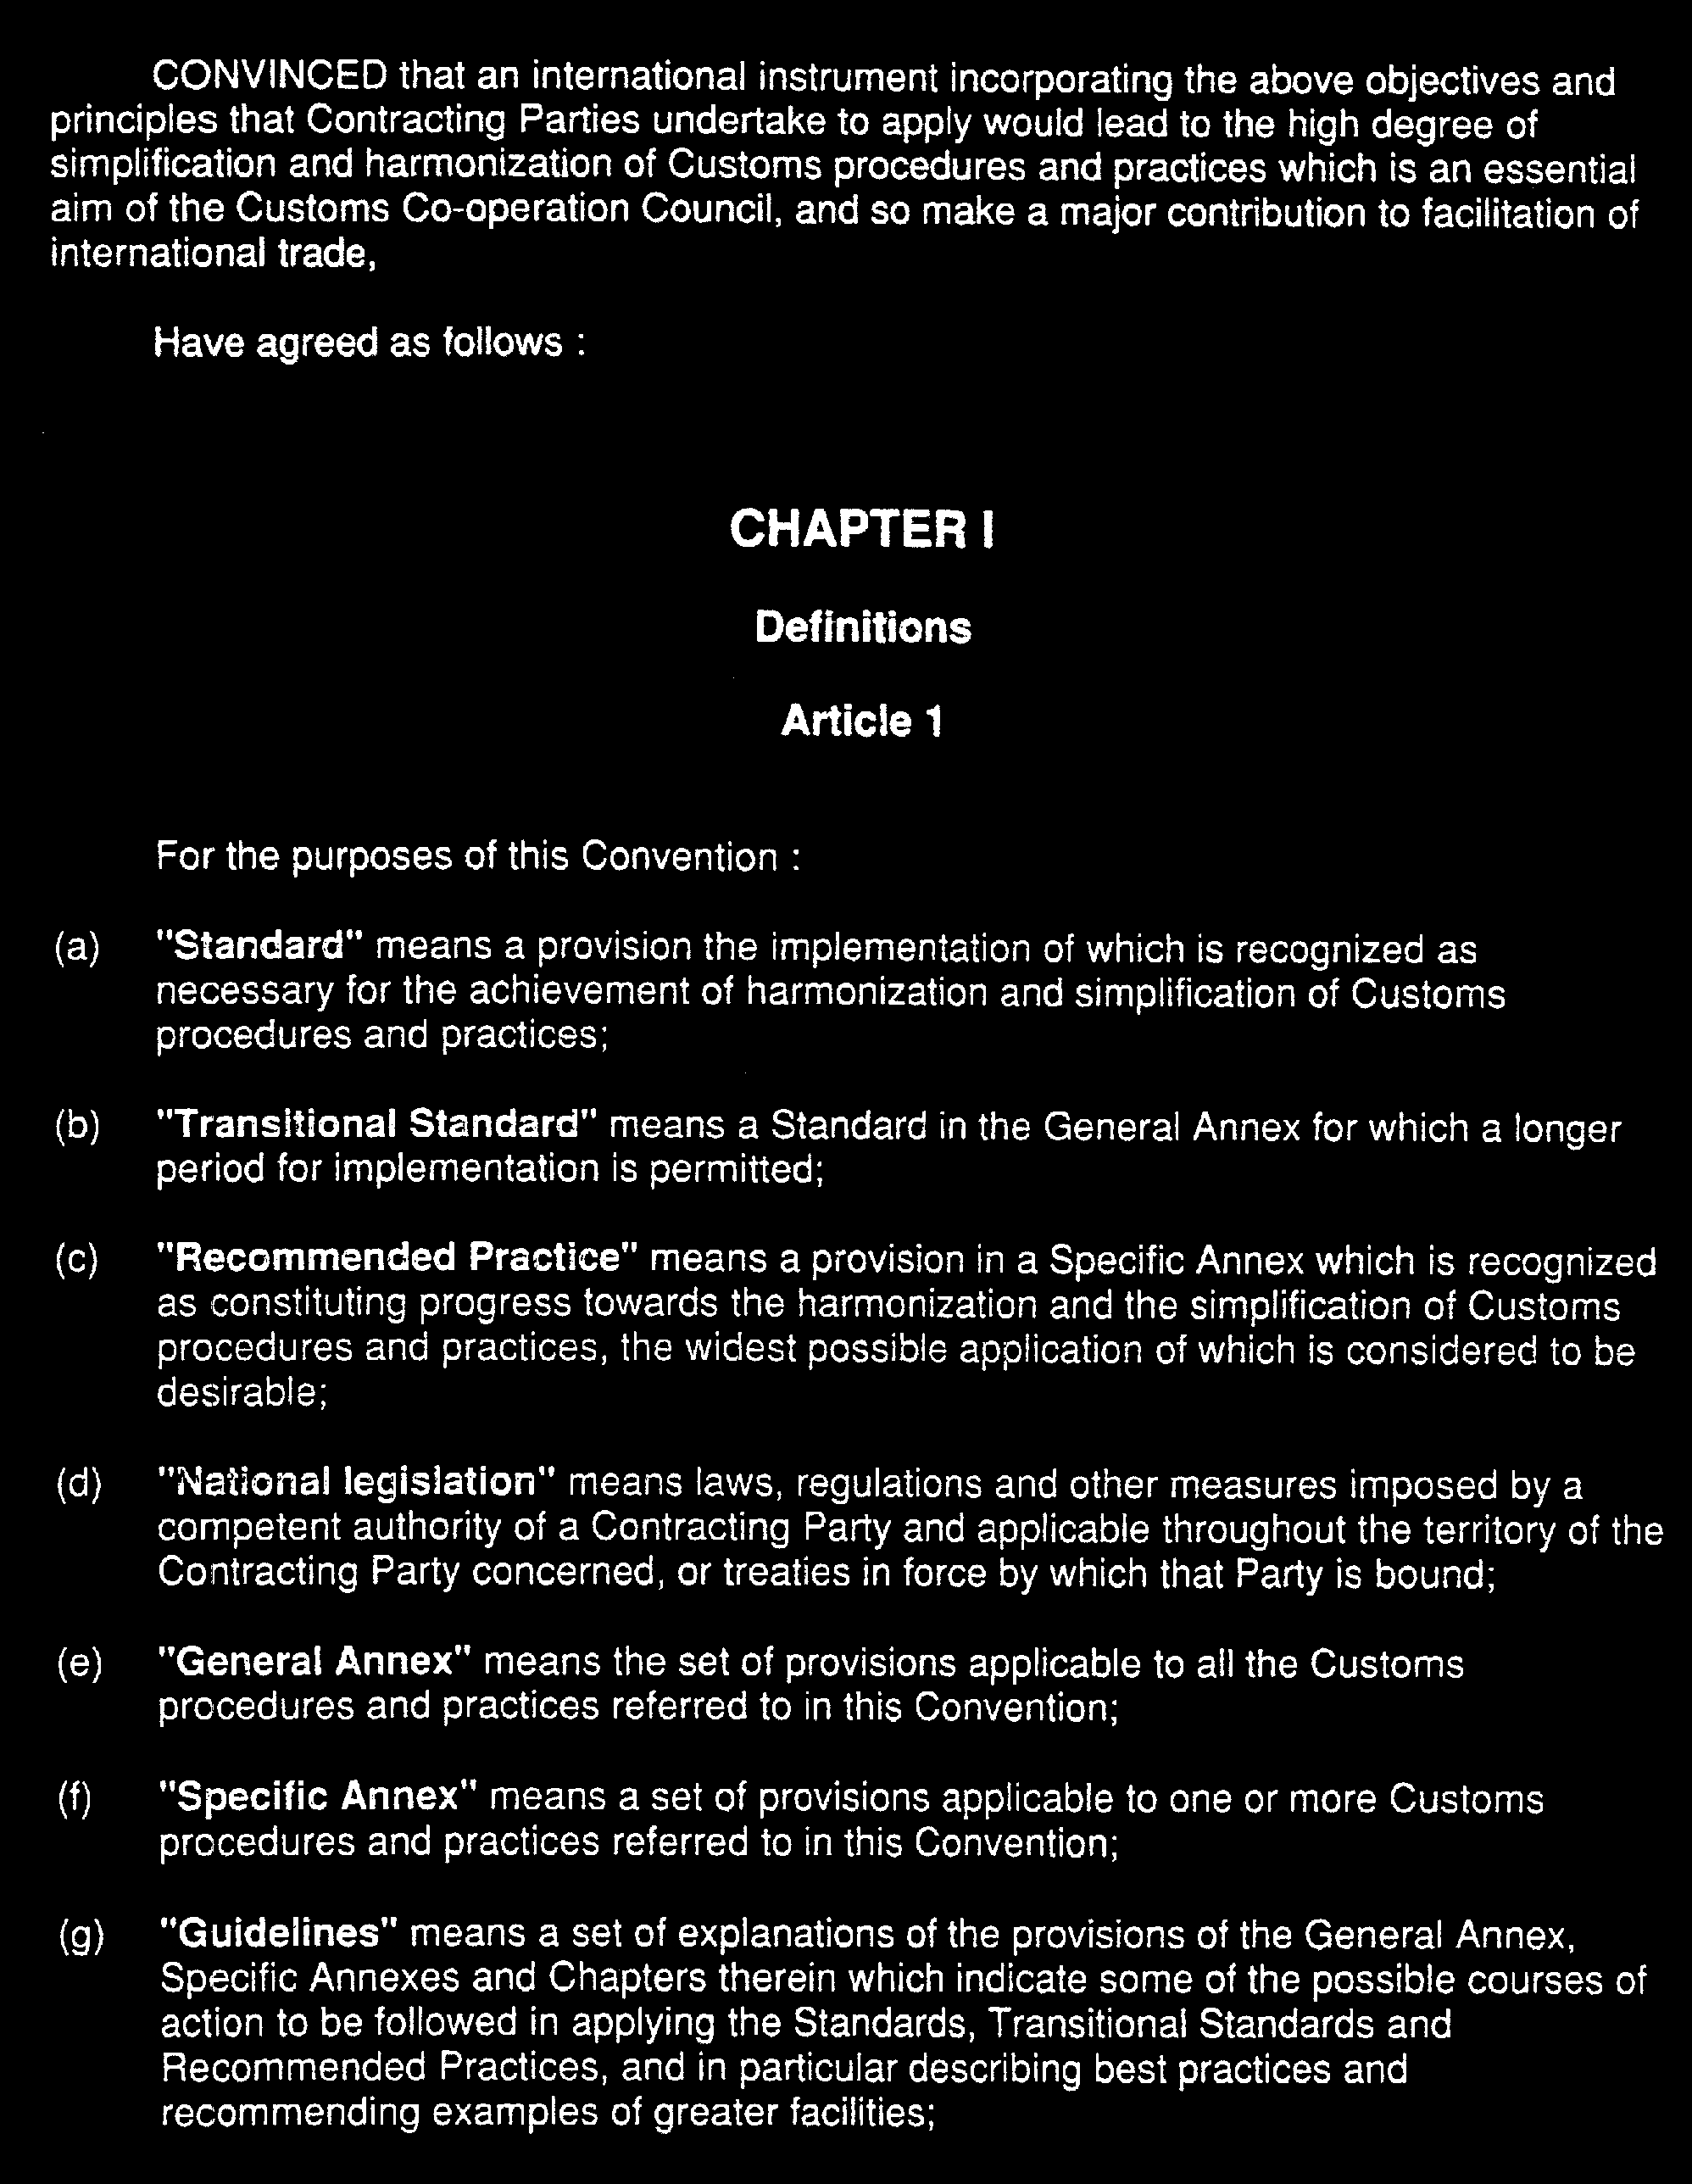 CONVINCED that an international instrument incorporating the above objectives and
principles that Contracting Parties undertake to apply would lead to the high degree of
simplification and harmonization of Customs procedures and practices which is an essential
aim of the Customs Co-operation Council, and so make a major contribution to facilitation of
international trade,
Have agreed as follows :
CHAPTER I
Definitions
Article 1
For the purposes of this Convention :
(a) "Standard" means a provision the implementation of which is recognized as
necessary for the achievement of harmonization and simplification of Customs
procedures and practices;
(b) "Transitional Standard" means a Standard in the General Annex for which a longer
period for implementation is permitted;
(c) "Recommended Practice" means a provision in a Specific Annex which is recognized
as constituting progress towards the harmonization and the simplification of Customs
procedures and practices, the widest possible application of which is considered to be
desirable;
(d) "National legislation" means laws, regulations and other measures imposed by a
competent authority of a Contracting Party and applicable throughout the territory of the
Contracting Party concerned, or treaties in force by which that Party is bound;
(e) "General Annex" means the set of provisions applicable to all the Customs
procedures and practices referred to in this Convention;
(f) "Specific Annex" means a set of provisions applicable to one or more Customs
procedures and practices referred to in this Convention;
(g) "Guidelines" means a set of explanations of the provisions of the General Annex,
Specific Annexes and Chapters therein which indicate some of the possible courses of
action to be followed in applying the Standards, Transitional Standards and
Recommended Practices, and in particular describing best practices and
recommending examples of greater facilities;